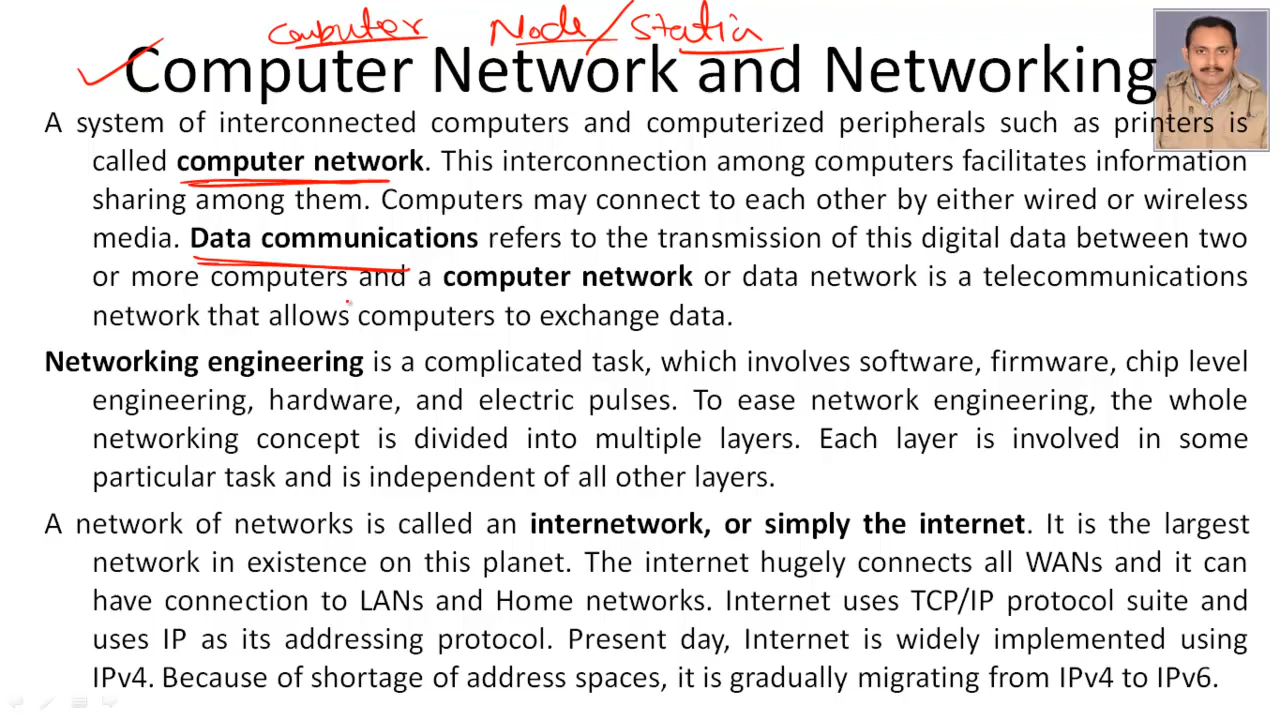 Computer Node/Station
Computer Network and Networking
A system of interconnected computers and computerized peripherals such as printers is
called computer network. This interconnection among computers facilitates information
sharing among them. Computers may connect to each other by either wired or wireless
media. Data communications refers to the transmission of this digital data between two
or more computers and a computer network or data network is a telecommunications
network that allows computers to exchange data.
Networking engineering is a complicated task, which involves software, firmware, chip level
engineering, hardware, and electric pulses. To ease network engineering, the whole
networking concept is divided into multiple layers. Each layer is involved in some
particular task and is independent of all other layers.
A network of networks is called an internetwork, or simply the internet. It is the largest
network in existence on this planet. The internet hugely connects all WANs and it can
have connection to LANs and Home networks. Internet uses TCP/IP protocol suite and
uses IP as its addressing protocol. Present day, Internet is widely implemented using
IPv4. Because of shortage of address spaces, it is gradually migrating from IPv4 to IPv6.